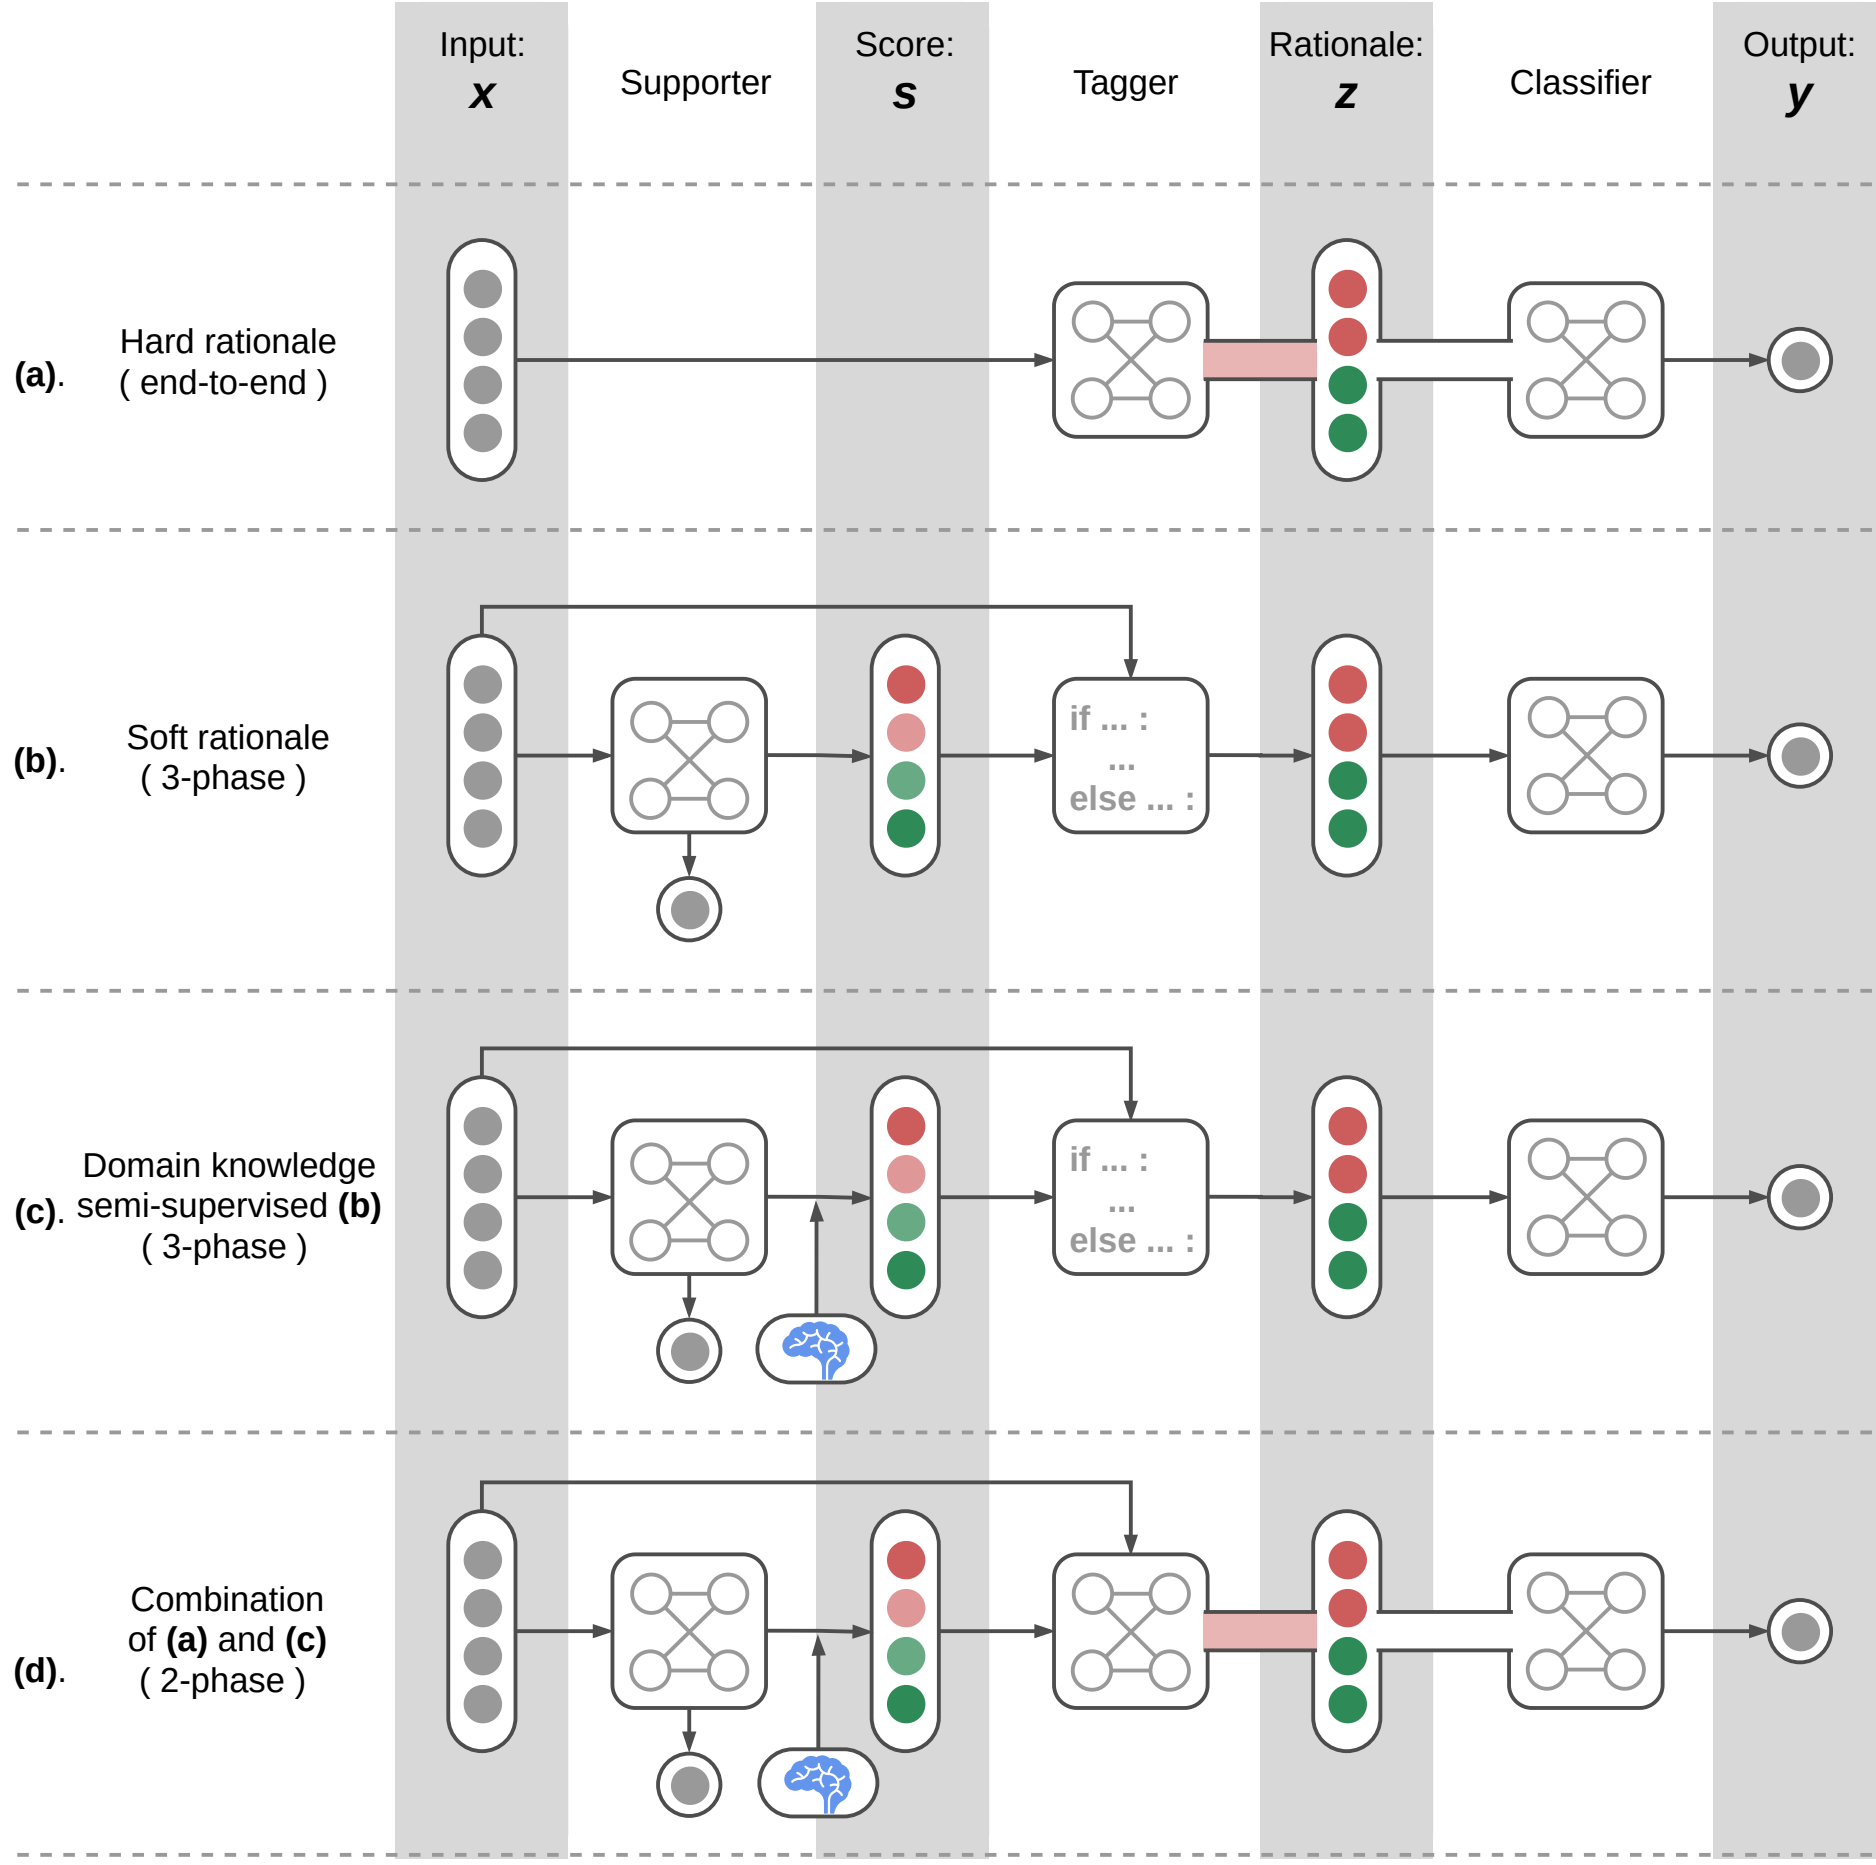 Input:
x
Supporter
Score:
s
Tagger
Rationale:
z
Classifier
Output:
y
(a).
Hard rationale
( end-to-end )
(b).
Soft rationale
( 3-phase )
if ... :
...
else ... :
(c).
Domain knowledge
semi-supervised (b)
( 3-phase )
if ... :
...
else ... :
(d).
Combination
of (a) and (c)
( 2-phase )